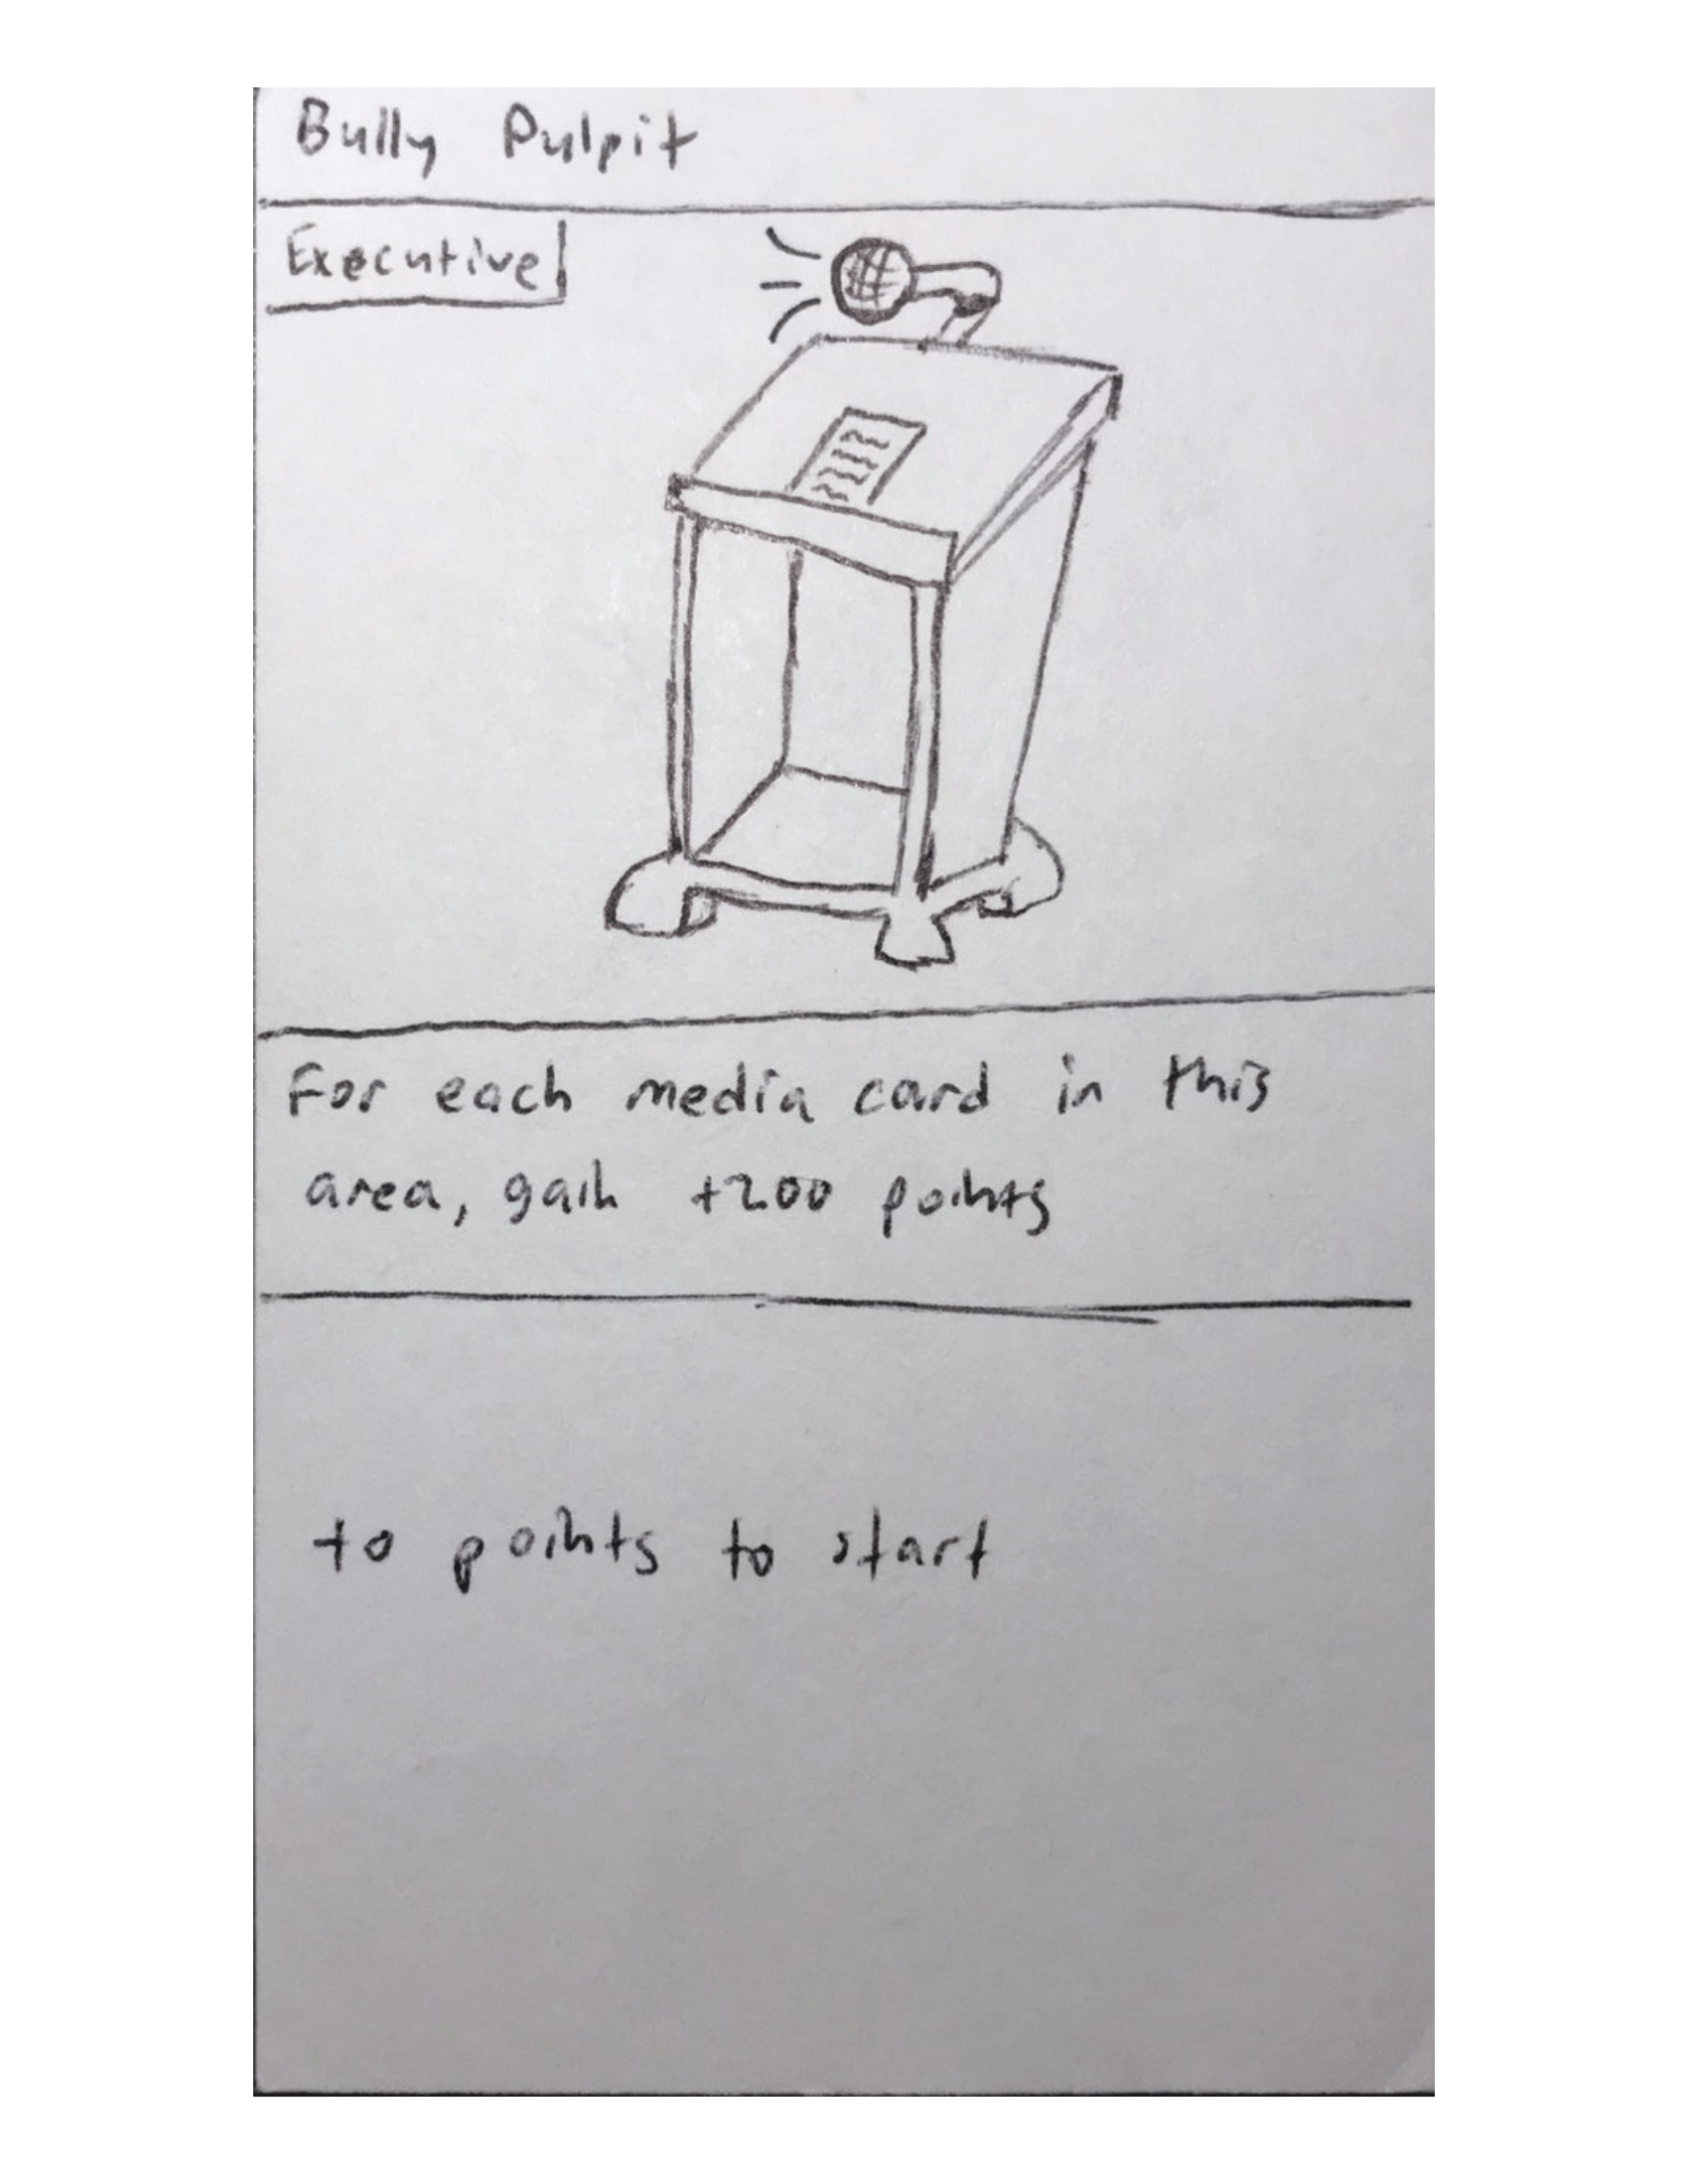 Bully Pulpit
Executive
For each media card in this
area, gain +200 points
+0 points to start